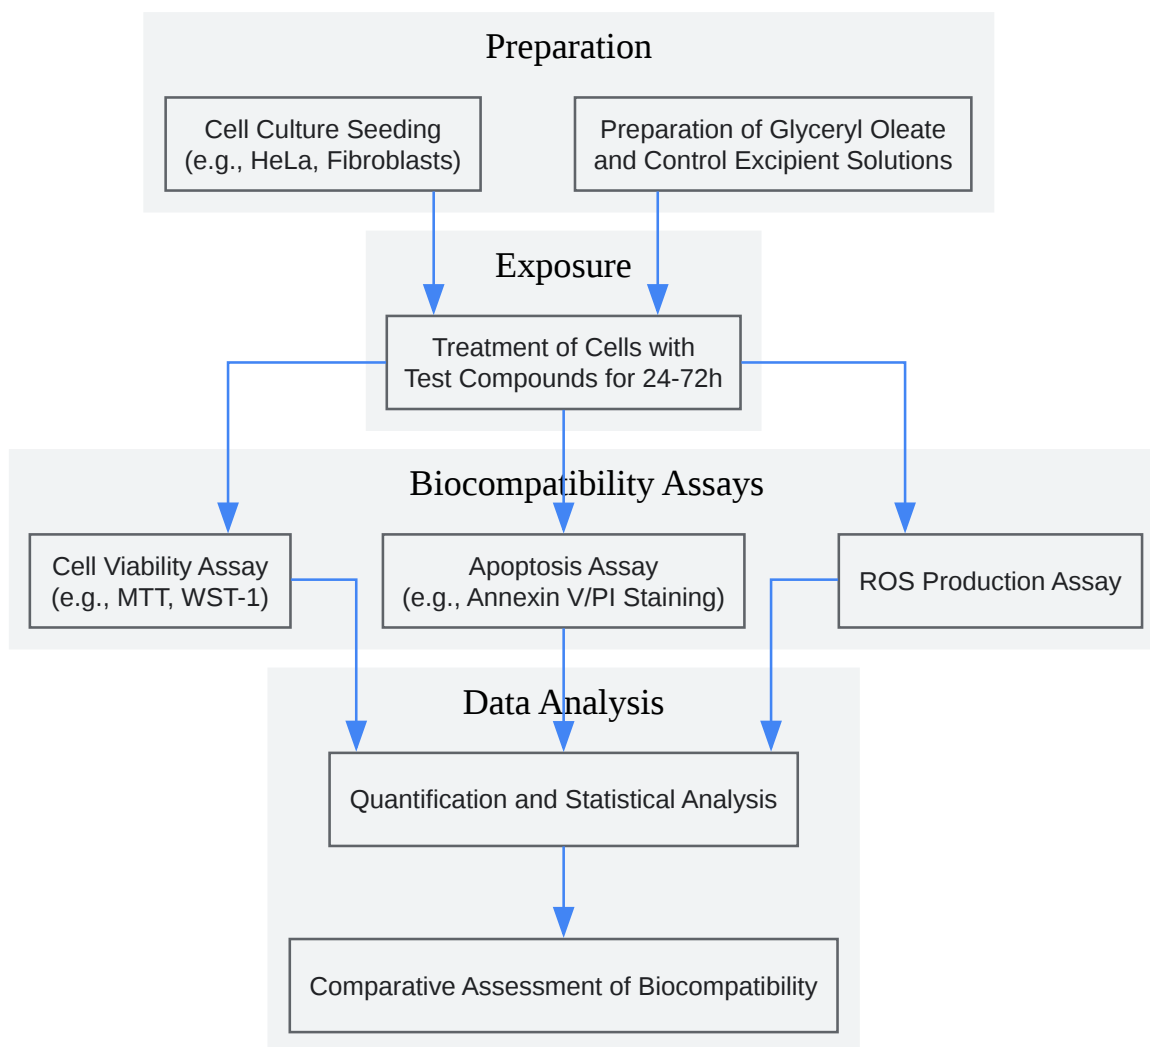 Preparation
Cell Culture Seeding
(e.g., HeLa, Fibroblasts)
Preparation of Glyceryl Oleate
and Control Excipient Solutions
Exposure
Treatment of Cells with
Test Compounds for 24-72h
Biocompatibility Assays
Cell Viability Assay
(e.g., MTT, WST-1)
Apoptosis Assay
(e.g., Annexin V/PI Staining)
ROS Production Assay
Data Analysis
Quantification and Statistical Analysis
Comparative Assessment of Biocompatibility